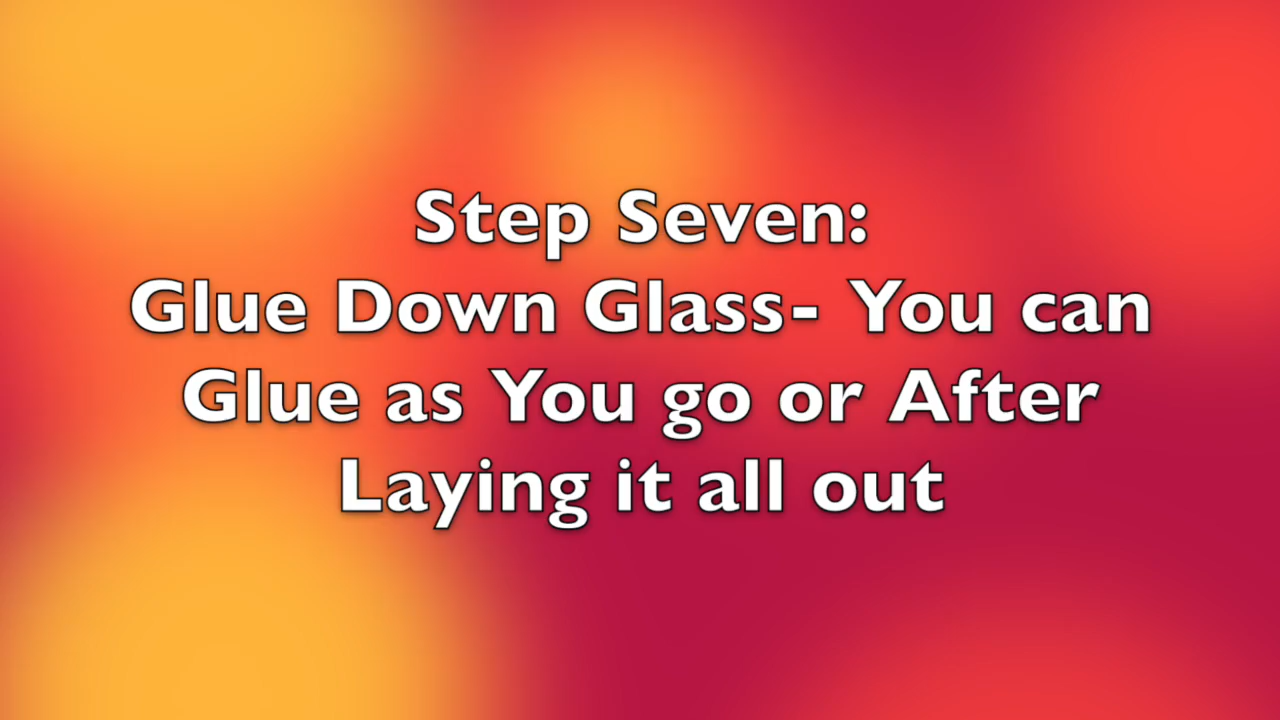 Step Seven:
Glue Down Glass- You can
Glue as You go or After
Laying it all out